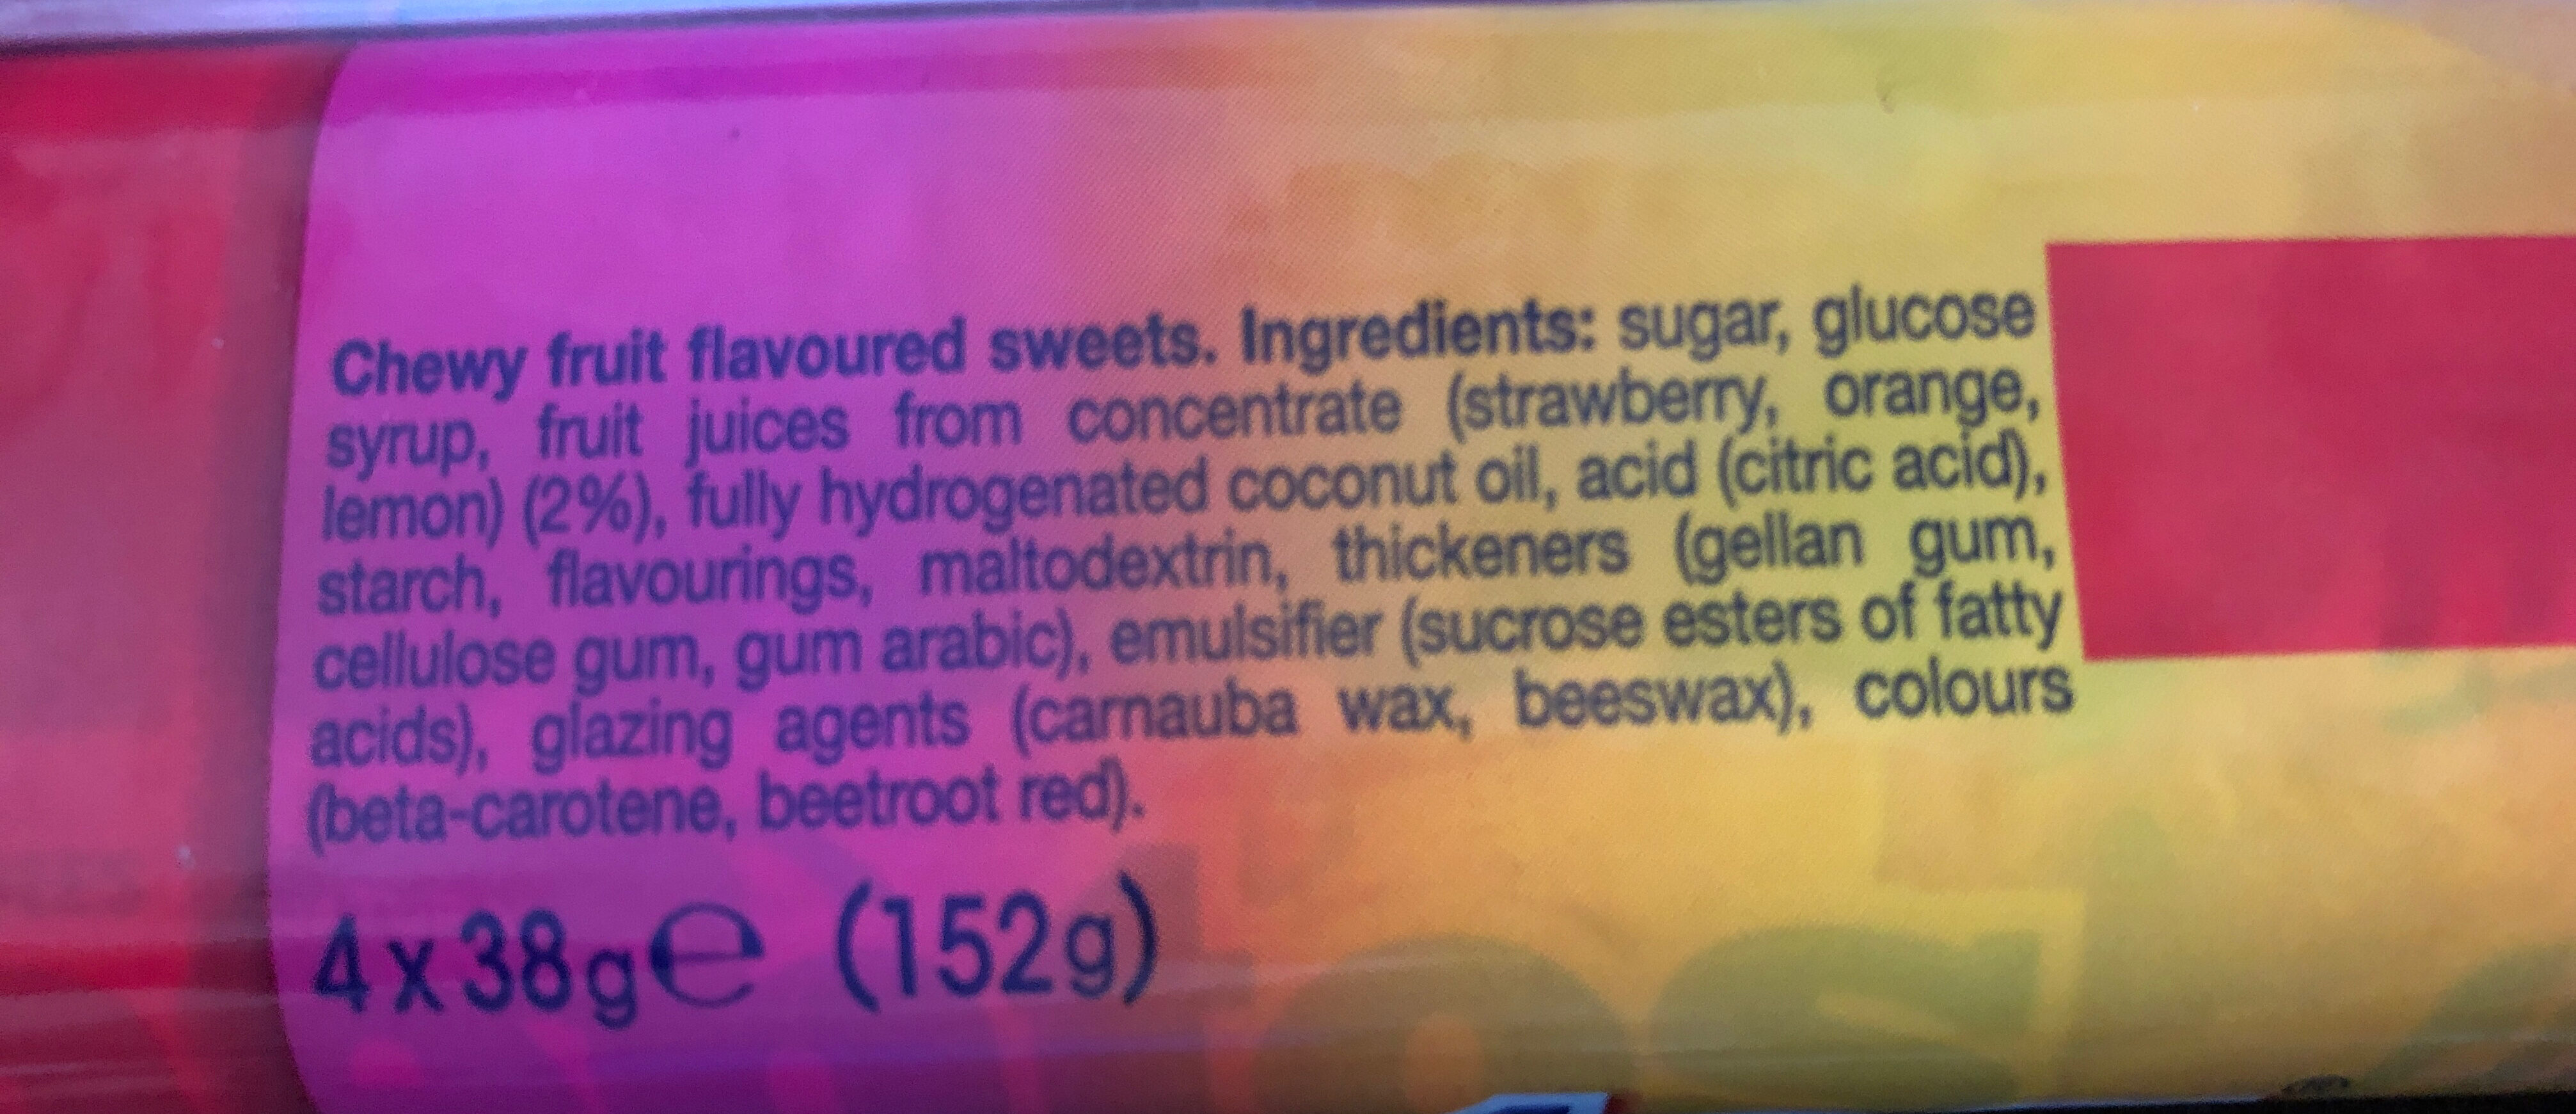 Chewy fruit flavoured sweets. Ingredients: sugar, glucose
syrup, fruit juices from concentrate (strawberry, orange,
lemon) (2%), fully hydrogenated coconut oil, acid (citric acid),
starch, flavourings, maltodextrin, thickeners (gellan gum,
cellulose gum, gum arabic), emulsifier (sucrose esters of fatty
acids), glazing agents (carnauba wax, beeswax), colours
(beta-carotene, beetroot red).
4x38g℮ (152g)